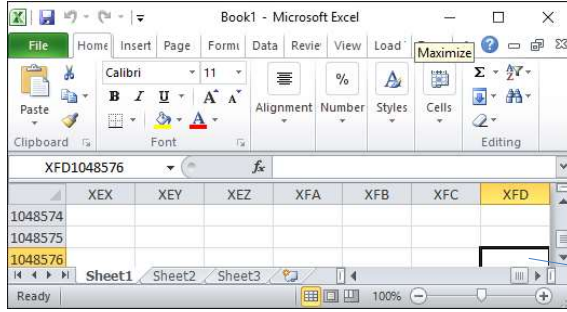 Book1 - Microsoft Excel
File Home Insert Page Formu Data Revie View Load Maximize
Calibri 11 Σ
Paste B I U A A Alignment % Number Styles Cells
Clipboard Font Editing
XFD1048576 fx
XEX XEY XEZ XFA XFB XFC XFD
1048574
1048575
1048576
Sheet1 Sheet2 Sheet3
Ready 100%